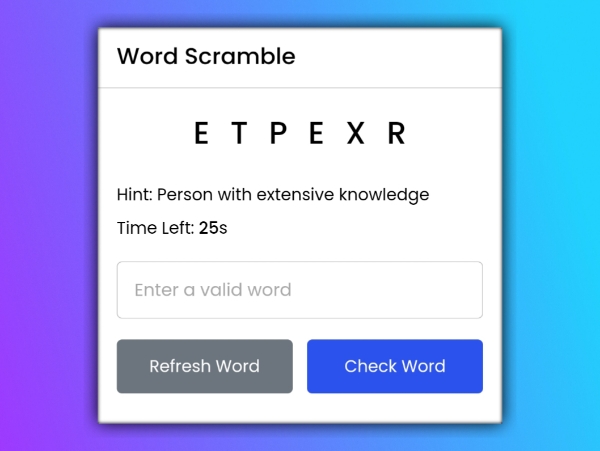 Word Scramble
E T P E X R
Hint: Person with extensive knowledge
Time Left: 25s
Enter a valid word
Refresh Word Check Word